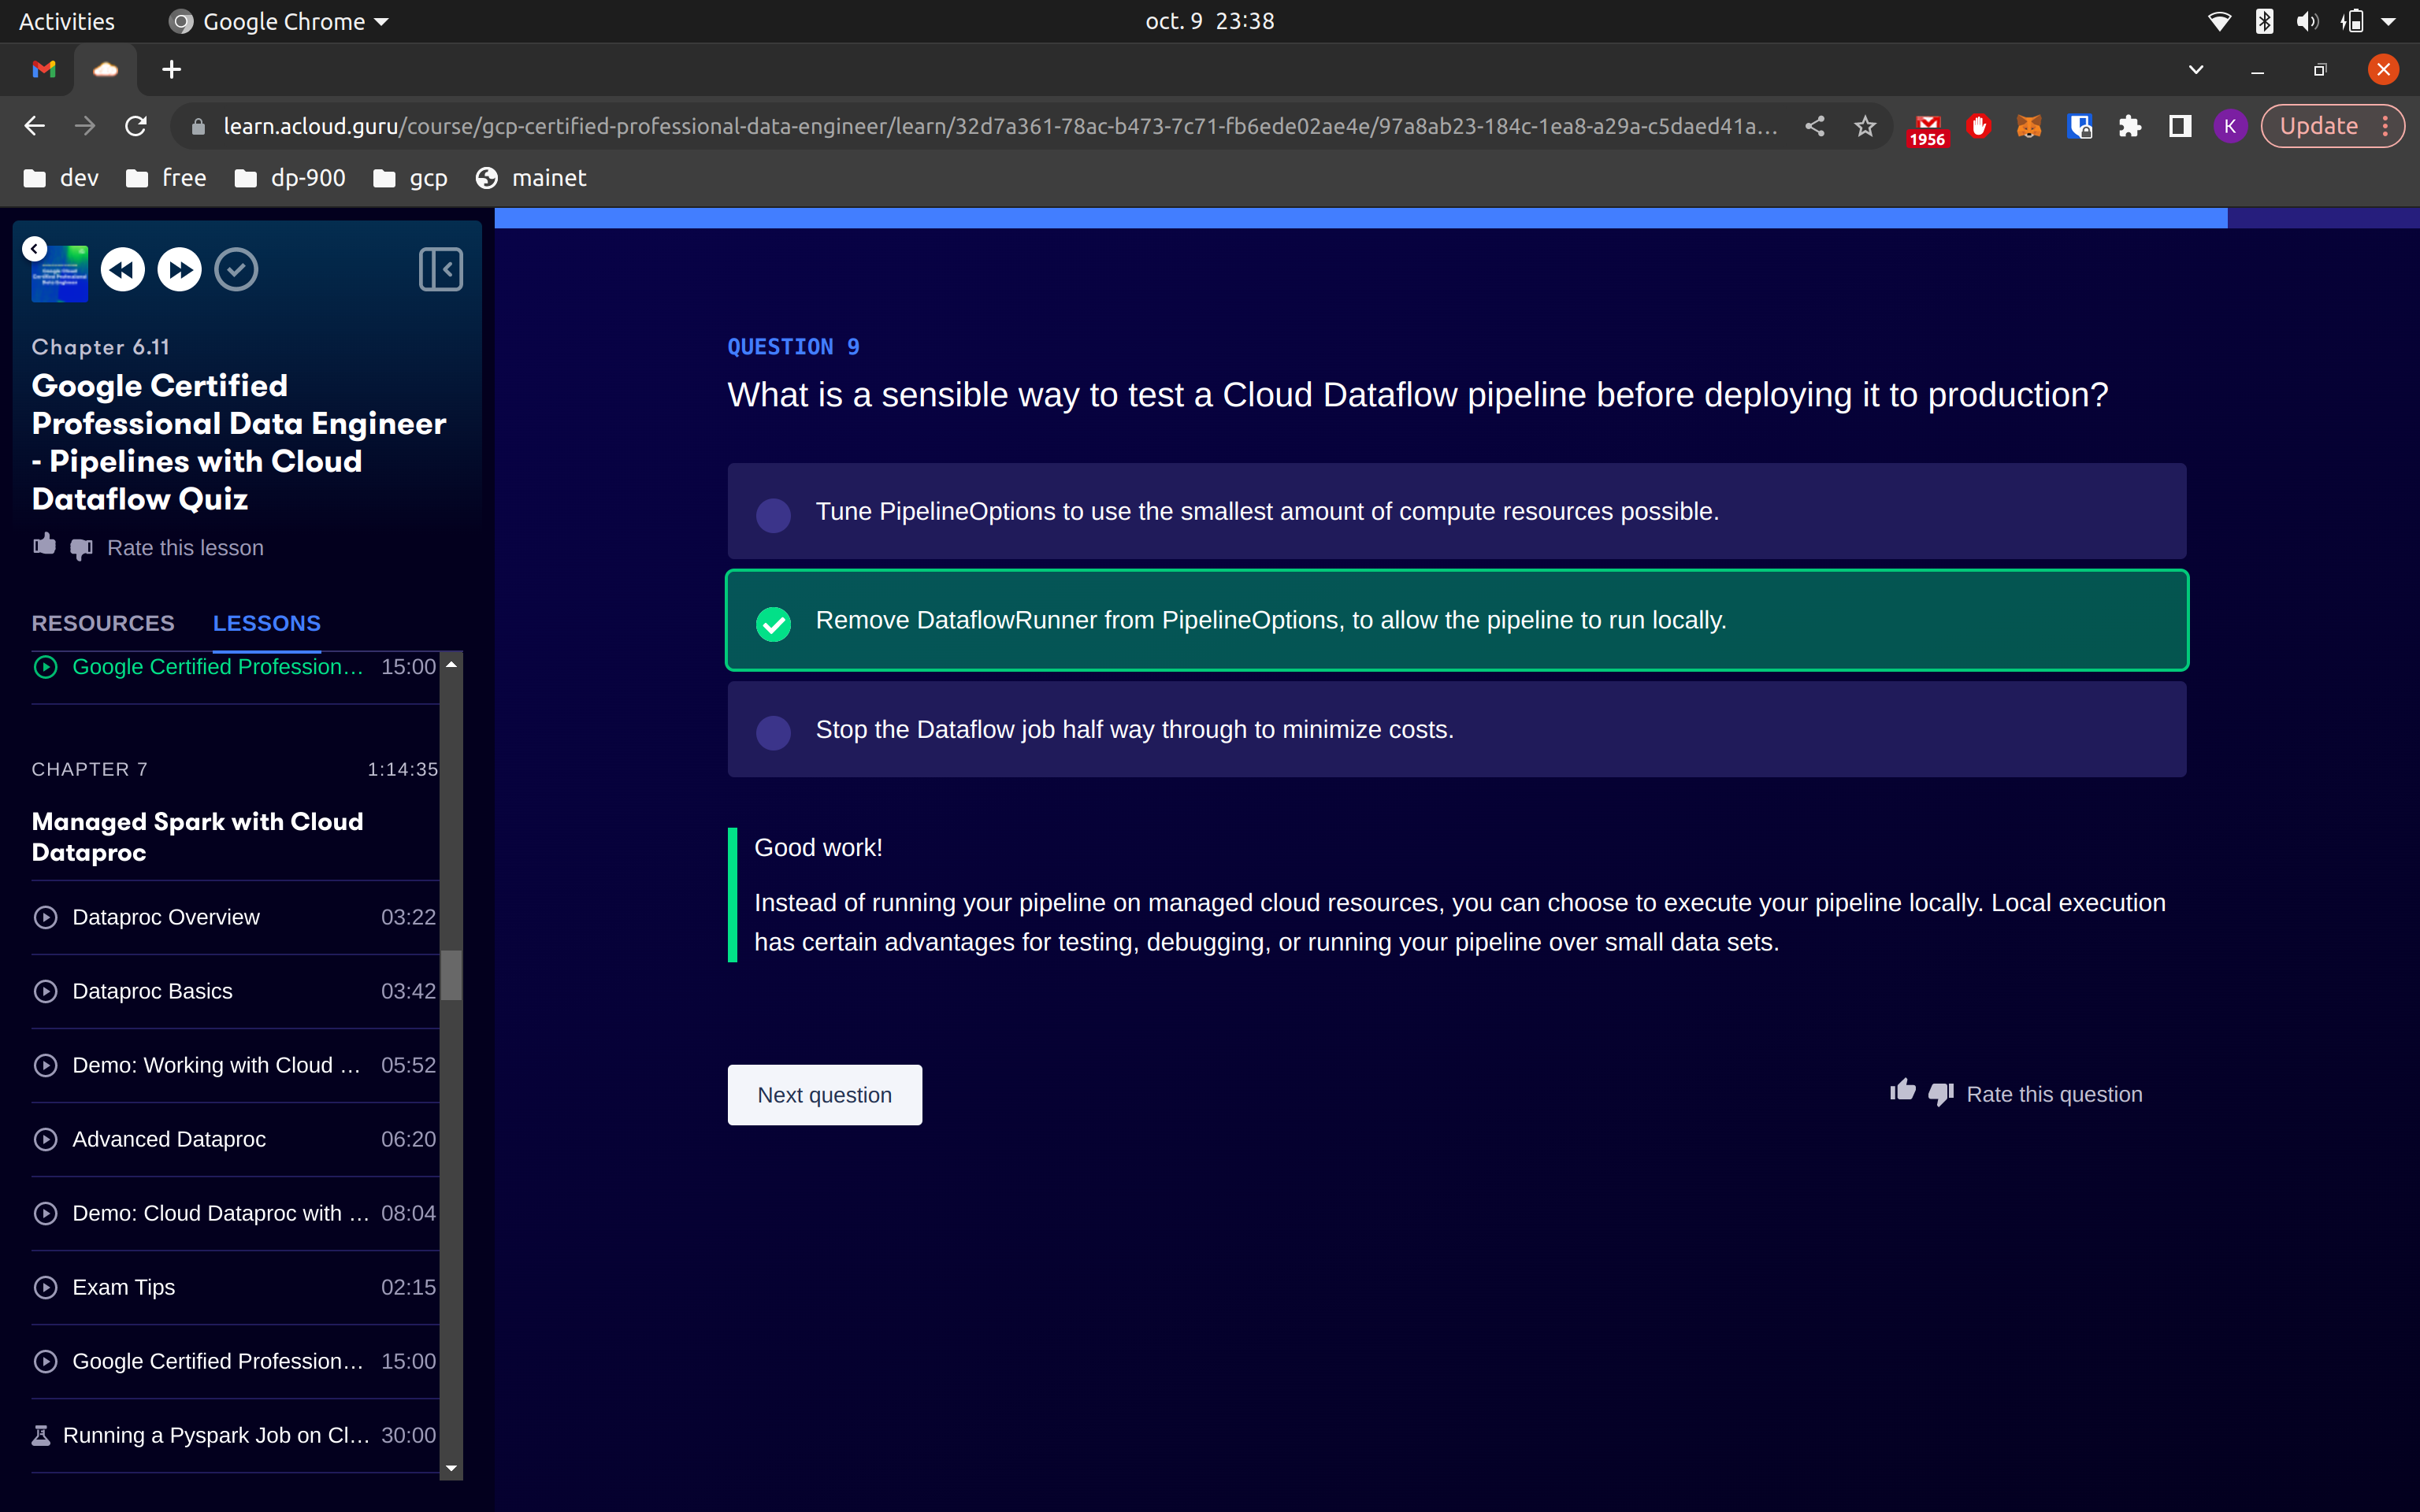 Activities
Google Chrome
oct. 9 23:38
learn.acloud.guru/course/gcp-certified-professional-data-engineer/learn/32d7a361-78ac-b473-7c71-fb6ede02ae4e/97a8ab23-184c-1ea8-a29a-c5daed41a...
1956
K
Update
dev
free
dp-900
gcp
mainet
Chapter 6.11
Google Certified
Professional Data Engineer
- Pipelines with Cloud
Dataflow Quiz
Rate this lesson
RESOURCES LESSONS
Google Certified Profession... 15:00
CHAPTER 7 1:14:35
Managed Spark with Cloud
Dataproc
Dataproc Overview 03:22
Dataproc Basics 03:42
Demo: Working with Cloud ... 05:52
Advanced Dataproc 06:20
Demo: Cloud Dataproc with ... 08:04
Exam Tips 02:15
Google Certified Profession... 15:00
Running a Pyspark Job on Cl... 30:00
QUESTION 9
What is a sensible way to test a Cloud Dataflow pipeline before deploying it to production?
Tune PipelineOptions to use the smallest amount of compute resources possible.
Remove DataflowRunner from PipelineOptions, to allow the pipeline to run locally.
Stop the Dataflow job half way through to minimize costs.
Good work!
Instead of running your pipeline on managed cloud resources, you can choose to execute your pipeline locally. Local execution
has certain advantages for testing, debugging, or running your pipeline over small data sets.
Next question
Rate this question